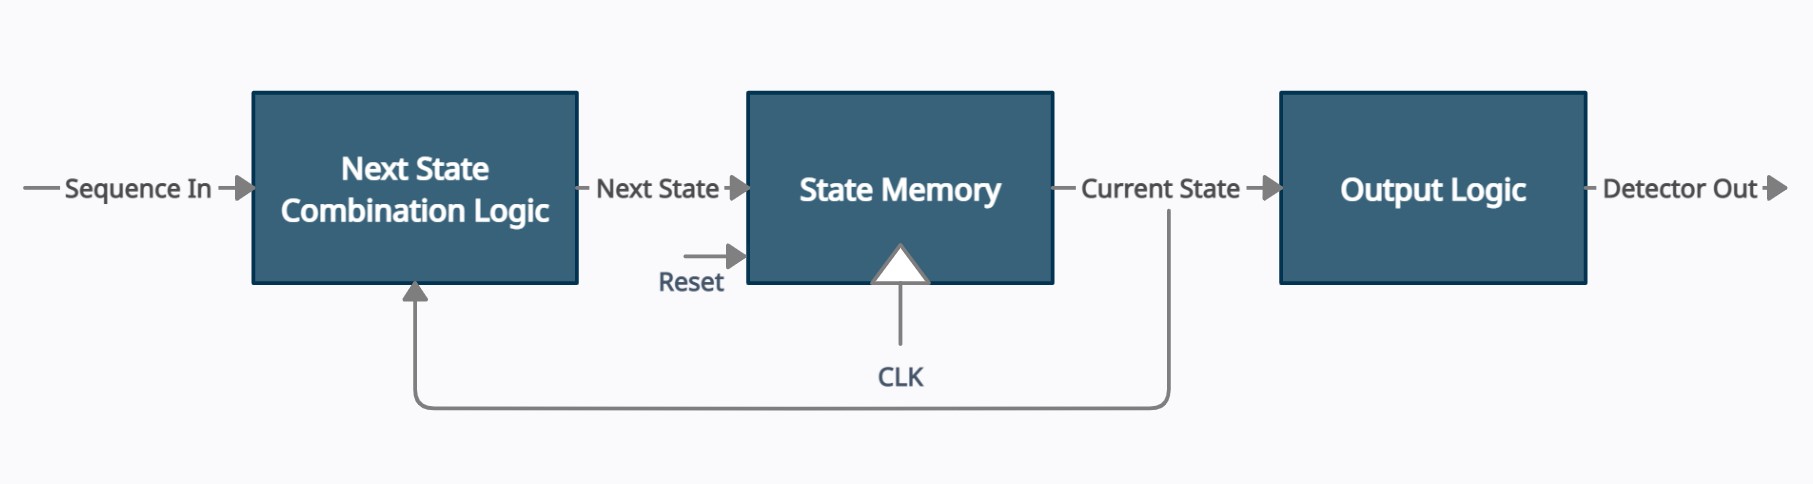 Sequence In
Next State
Combination Logic
Next State
Reset
State Memory
CLK
Current State
Output Logic
Detector Out